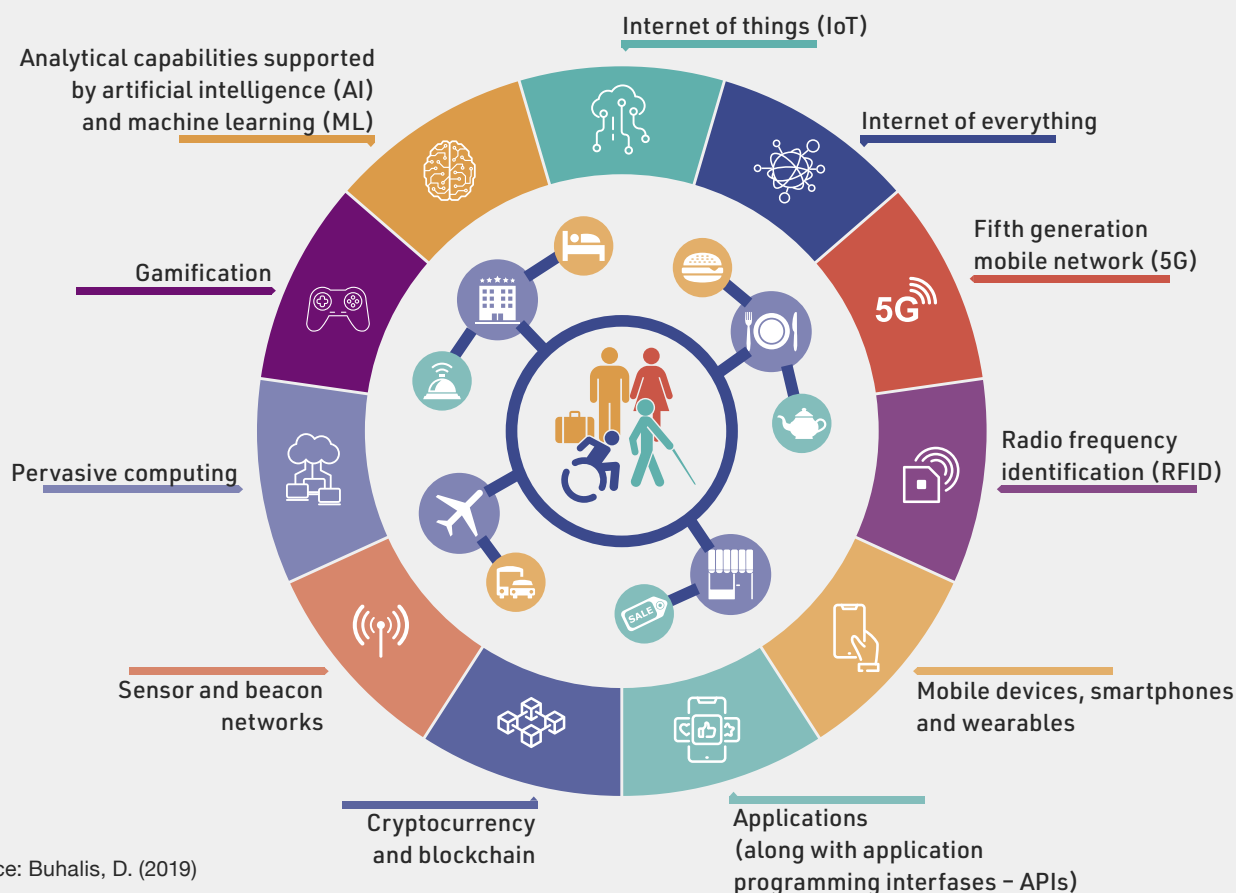 Internet of things (IoT)
Analytical capabilities supported
by artificial intelligence (AI)
and machine learning (ML)
Internet of everything
Fifth generation
mobile network (5G)
5G
Gamification
Radio frequency
identification (RFID)
Pervasive computing
SALE
Mobile devices, smartphones
and wearables
Sensor and beacon
networks
Cryptocurrency
and blockchain
Applications
(along with application
programming interfases – APIs)
ce: Buhalis, D. (2019)